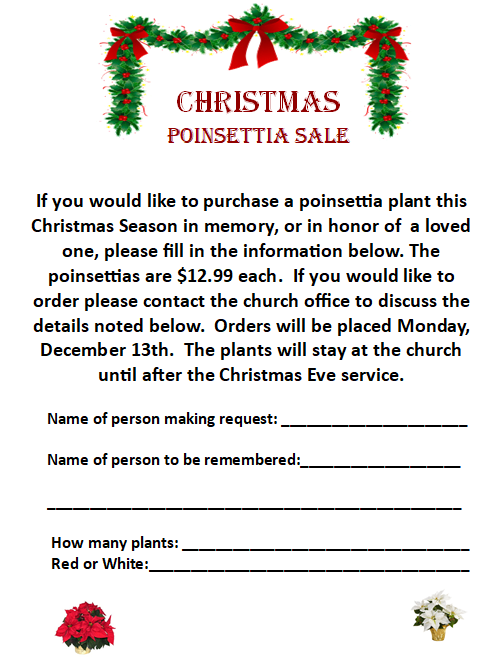 CHRISTMAS
POINSETTIA SALE
If you would like to purchase a poinsettia plant this
Christmas Season in memory, or in honor of  a loved
one, please fill in the information below. The
poinsettias are $12.99 each.  If you would like to
order please contact the church office to discuss the
details noted below.  Orders will be placed Monday,
December 13th.  The plants will stay at the church
until after the Christmas Eve service.
Name of person making request: ______________________
Name of person to be remembered:___________________
_________________________________________________
How many plants: __________________________________
Red or White:______________________________________